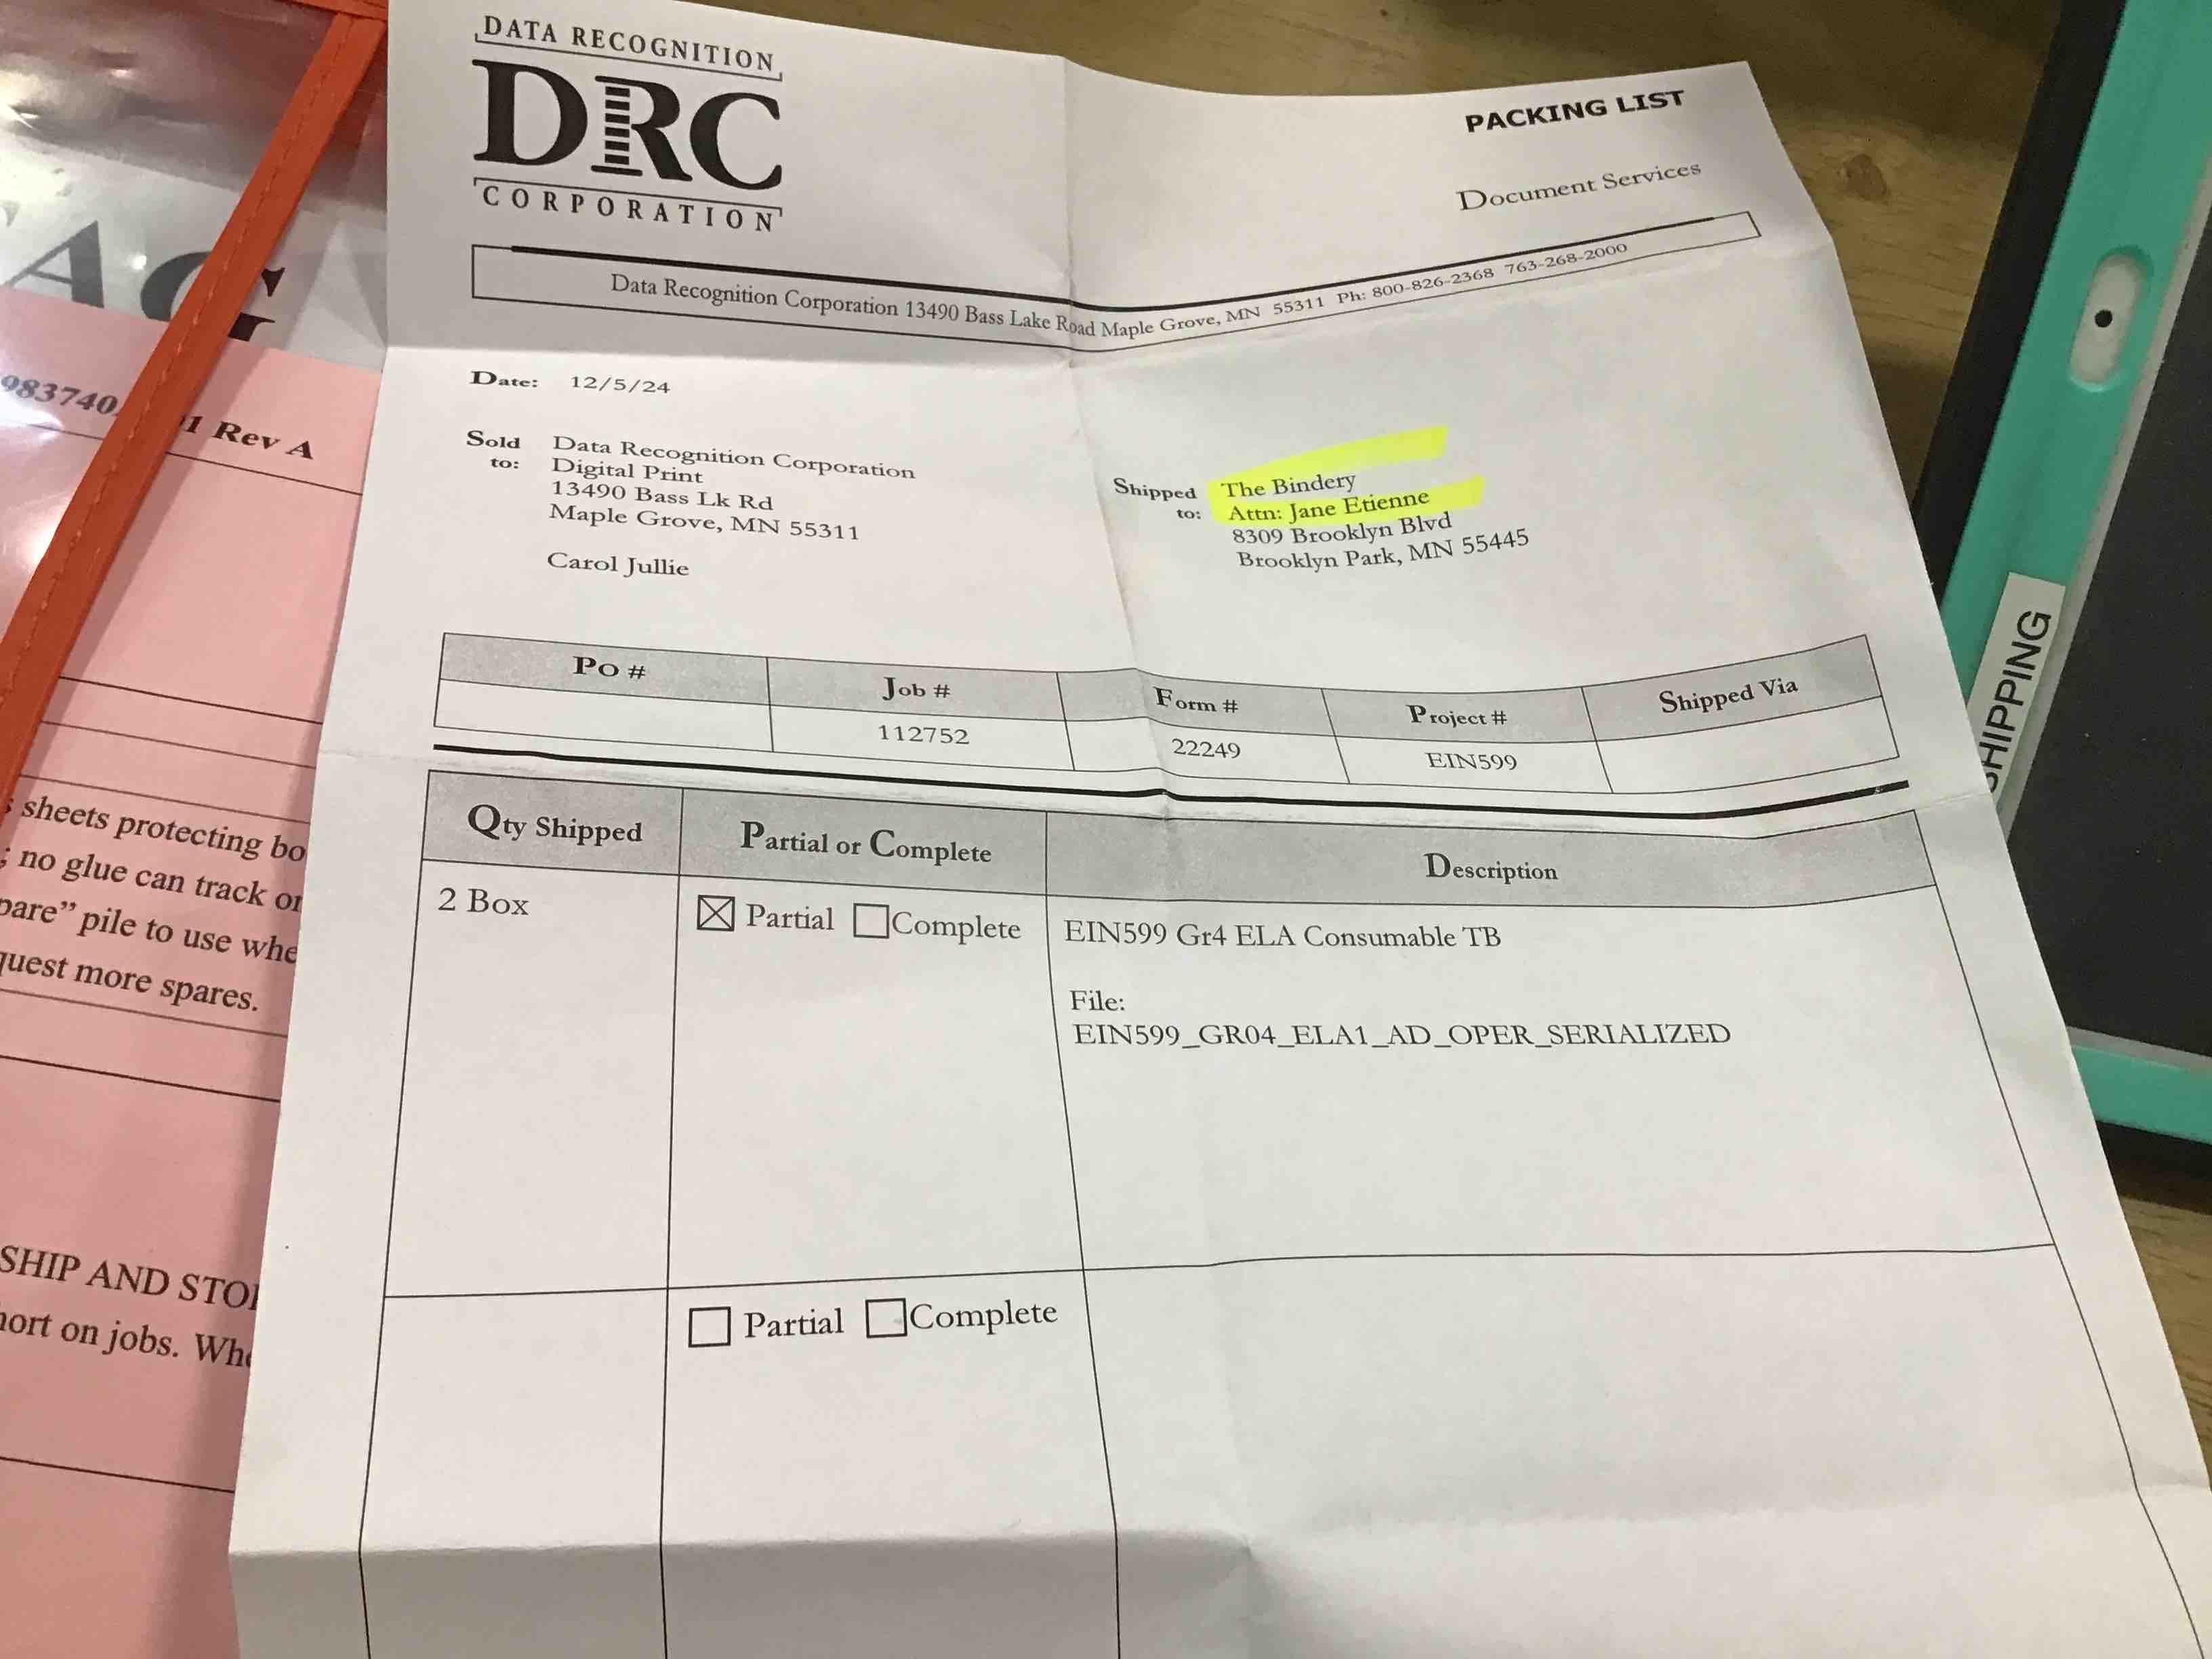 DATA RECOGNITION
DRC
CORPORATION
PACKING LIST
Document Services
Data Recognition Corporation 13490 Bass Lake Road Maple Grove, MN 55311 Ph: 800-826-2368 763-268-2000
Date: 12/5/24
Sold to: Data Recognition Corporation
Digital Print
13490 Bass Lk Rd
Maple Grove, MN 55311
Carol Jullie
Shipped to: The Bindery
Attn: Jane Etienne
8309 Brooklyn Blvd
Brooklyn Park, MN 55445
PO # Job # Form # Project # Shipped Via
112752 22249 EIN599
Qty Shipped Partial or Complete Description
2 Box ☒ Partial ☐ Complete EIN599 Gr4 ELA Consumable TB
File:
EIN599_GR04_ELA1_AD_OPER_SERIALIZED
☐ Partial ☐ Complete
AG
983740
1 Rev A
sheets protecting bo
; no glue can track or
pare” pile to use whe
quest more spares.
SHIP AND STO
hort on jobs. Whe
SHIPPING